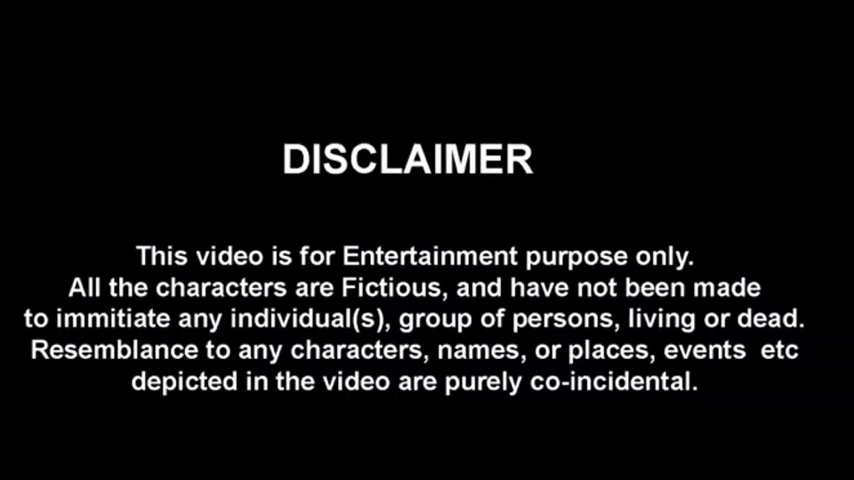 DISCLAIMER
This video is for Entertainment purpose only.
All the characters are Fictious, and have not been made
to immitiate any individual(s), group of persons, living or dead.
Resemblance to any characters, names, or places, events  etc
depicted in the video are purely co-incidental.